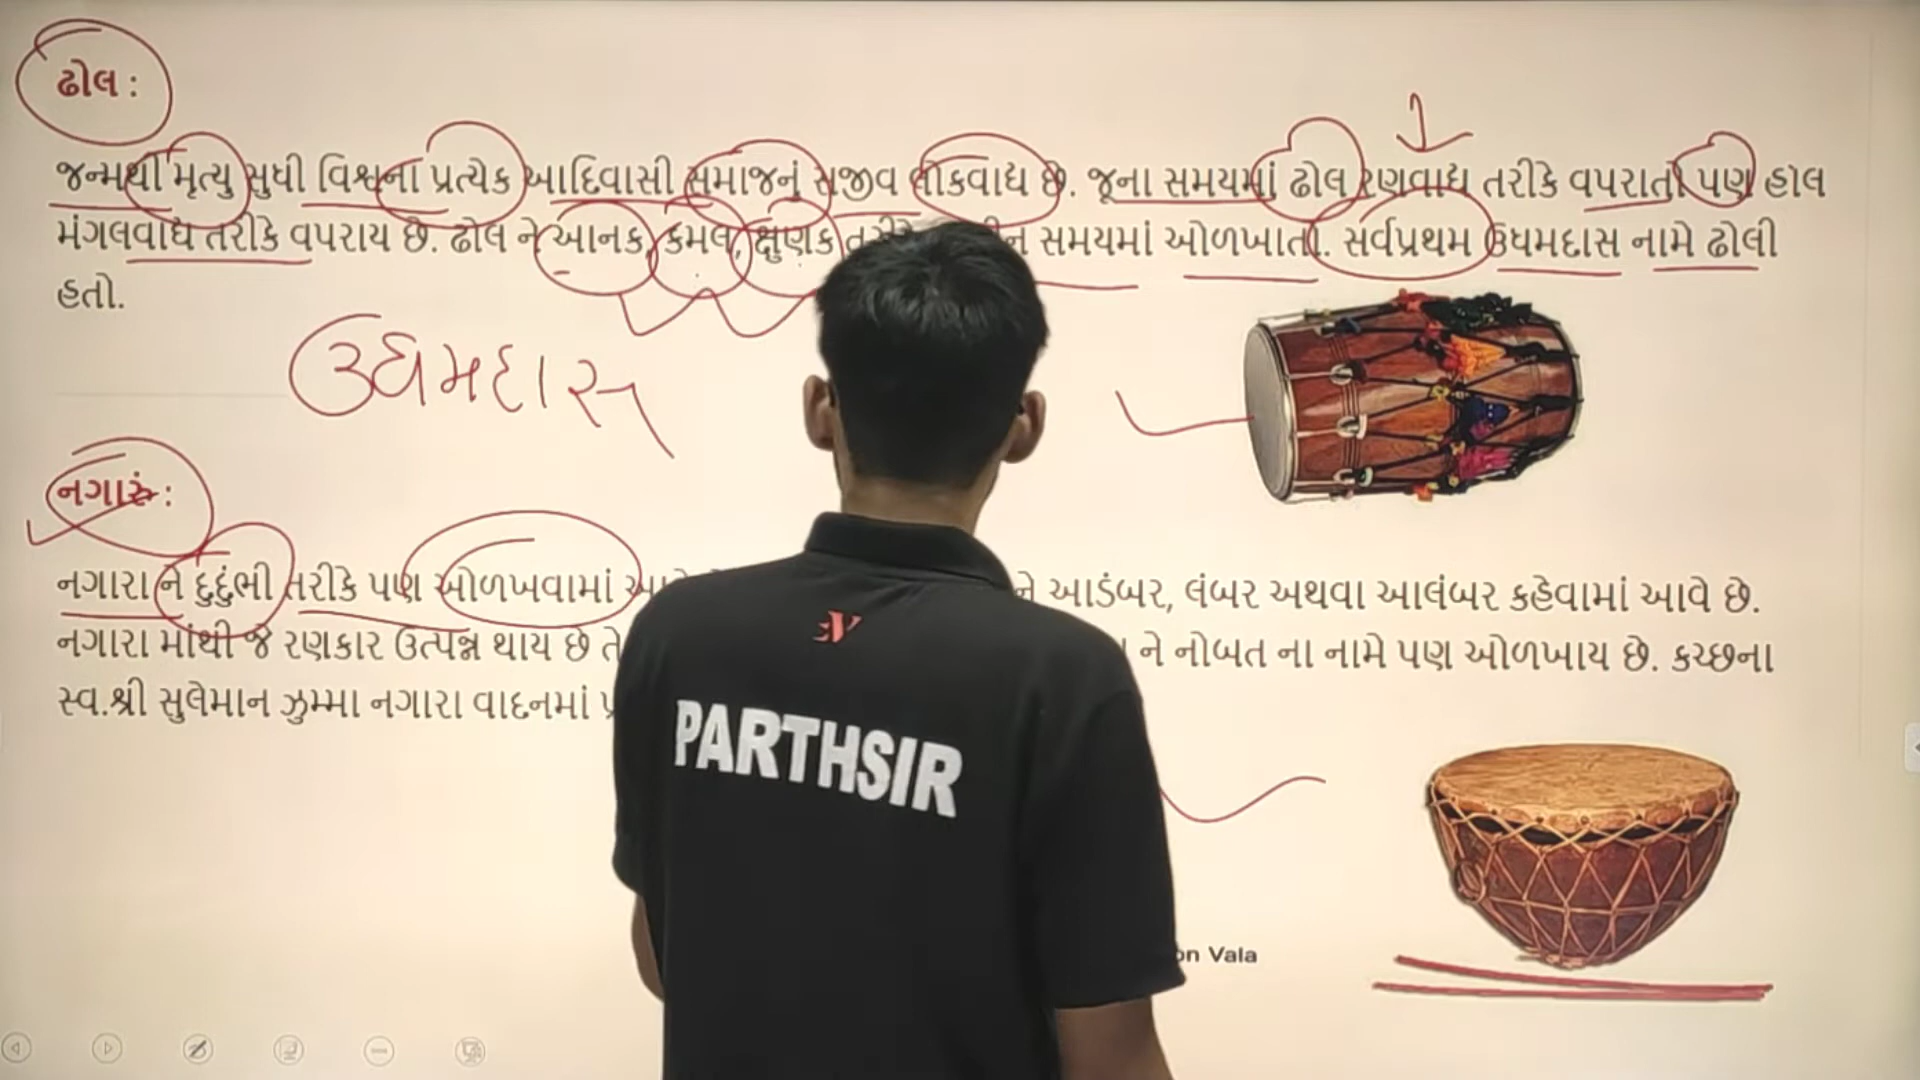 ઢોલ :
જન્મથી મૃત્યુ સુધી વિશ્વના પ્રત્યેક આદિવાસી સમાજનું સજીવ લોકવાદ્ય છે. જૂના સમયમાં ઢોલ રણવાદ્ય તરીકે વપરાતો પણ હાલ
મંગલવાદ્ય તરીકે વપરાય છે. ઢોલ ને આનક, કમલ, ક્ષુણક સમયમાં ઓળખાતા. સર્વપ્રથમ ઉધમદાસ નામે ઢોલી
હતો.
ઉધમદાસ
નગારું :
નગારા ને દુદુંભી તરીકે પણ ઓળખવામાં ને આડંબર, લંબર અથવા આલંબર કહેવામાં આવે છે.
નગારા માંથી જે રણકાર ઉત્પન્ન થાય છે તે ને નોબત ના નામે પણ ઓળખાય છે. કચ્છના
સ્વ.શ્રી સુલેમાન ઝુમ્મા નગારા વાદનમાં
PARTHSIR
Vala